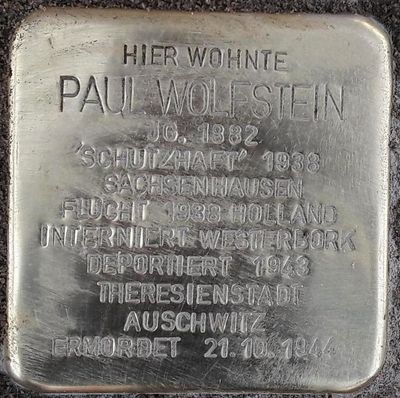 HIER WOHNTE
PAUL WOLFSTEIN
JG. 1882
'SCHUTZHAFT' 1938
SACHSENHAUSEN
FLUCHT 1938 HOLLAND
INTERNIERT WESTERBORK
DEPORTIERT 1943
THERESIENSTADT
AUSCHWITZ
ERMORDET 21.10.1944